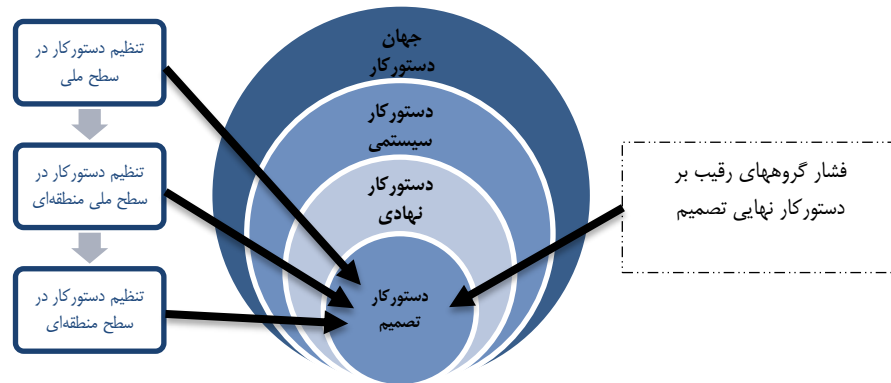 تنظیم دستورکار در
سطح ملی
تنظیم دستورکار در
سطح ملی منطقه‌ای
تنظیم دستورکار در
سطح منطقه‌ای
جهان
دستورکار
دستورکار
سیستمی
دستورکار
نهادی
دستورکار
تصمیم
فشار گروههای رقیب بر
دستورکار نهایی تصمیم